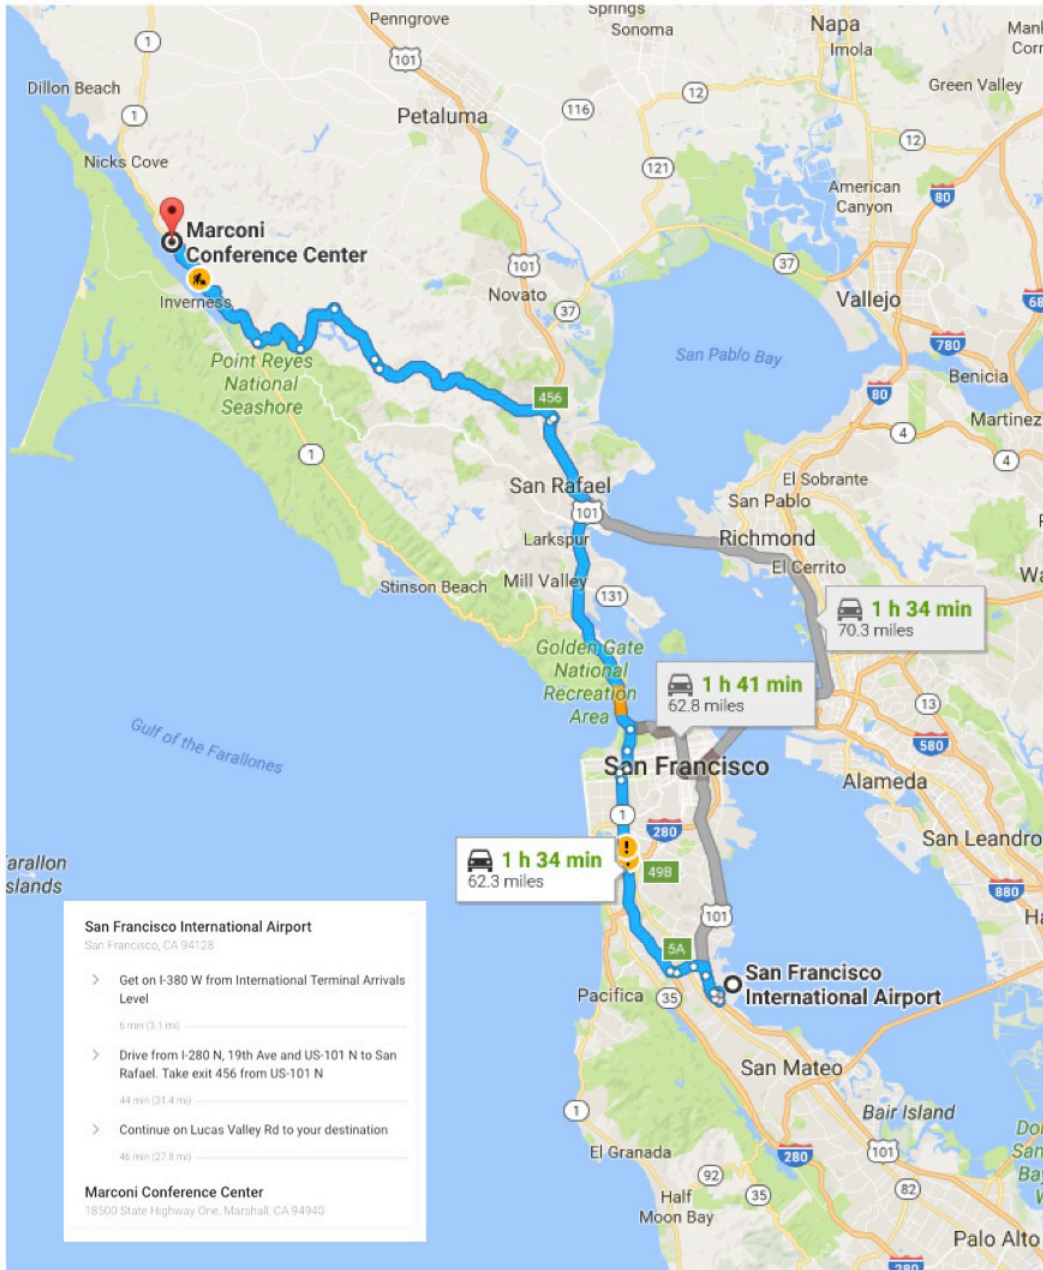 Penngrove
Springs
Sonoma
Napa
Imola
1
101
Dillon Beach
12
116
Green Valley
1
Petaluma
12
Nicks Cove
121
American
Canyon
80
Marconi
Conference Center
101
37
Inverness
Novato
37
Vallejo
Point Reyes
National
Seashore
San Pablo Bay
780
Benicia
456
80
Martinez
4
1
4
San Rafael
El Sobrante
San Pablo
101
Richmond
Larkspur
El Cerrito
Stinson Beach
Mill Valley
131
1 h 34 min
70.3 miles
Golden Gate
National
Recreation
Area
1 h 41 min
62.8 miles
13
Gulf of the Farallones
580
San Francisco
Alameda
1
280
San Leandro
1 h 34 min
62.3 miles
49B
880
101
5A
San Francisco
International Airport
Pacifica
35
San Francisco International Airport
San Francisco, CA 94128
Get on I-380 W from International Terminal Arrivals
Level
6 min (3.1 mi)
Drive from I-280 N, 19th Ave and US-101 N to San
Rafael. Take exit 456 from US-101 N
44 min (31.4 mi)
Continue on Lucas Valley Rd to your destination
46 min (27.8 mi)
Marconi Conference Center
18500 State Highway One, Marshall, CA 94940
San Mateo
1
Bair Island
El Granada
280
101
92
35
82
Half
Moon Bay
Palo Alto
280